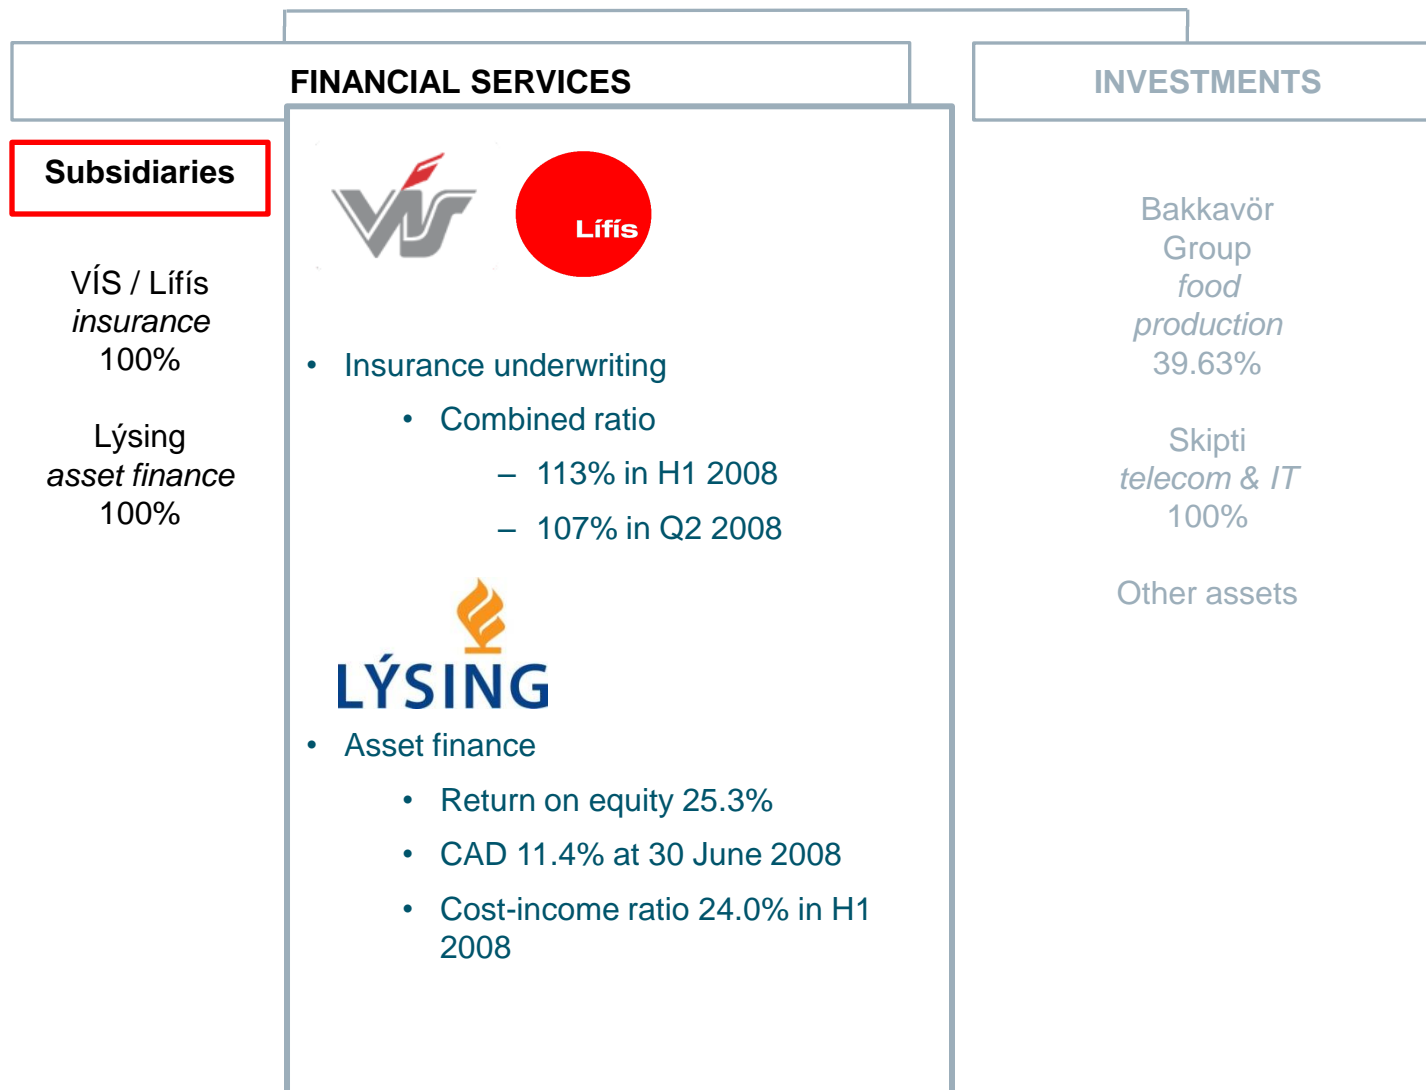 FINANCIAL SERVICES
INVESTMENTS
Subsidiaries
VÍS / Lífís
insurance
100%
Lýsing
asset finance
100%
VÍS
Lífís
• Insurance underwriting
• Combined ratio
– 113% in H1 2008
– 107% in Q2 2008
LÝSING
• Asset finance
• Return on equity 25.3%
• CAD 11.4% at 30 June 2008
• Cost-income ratio 24.0% in H1
2008
Bakkavör
Group
food
production
39.63%
Skipti
telecom & IT
100%
Other assets